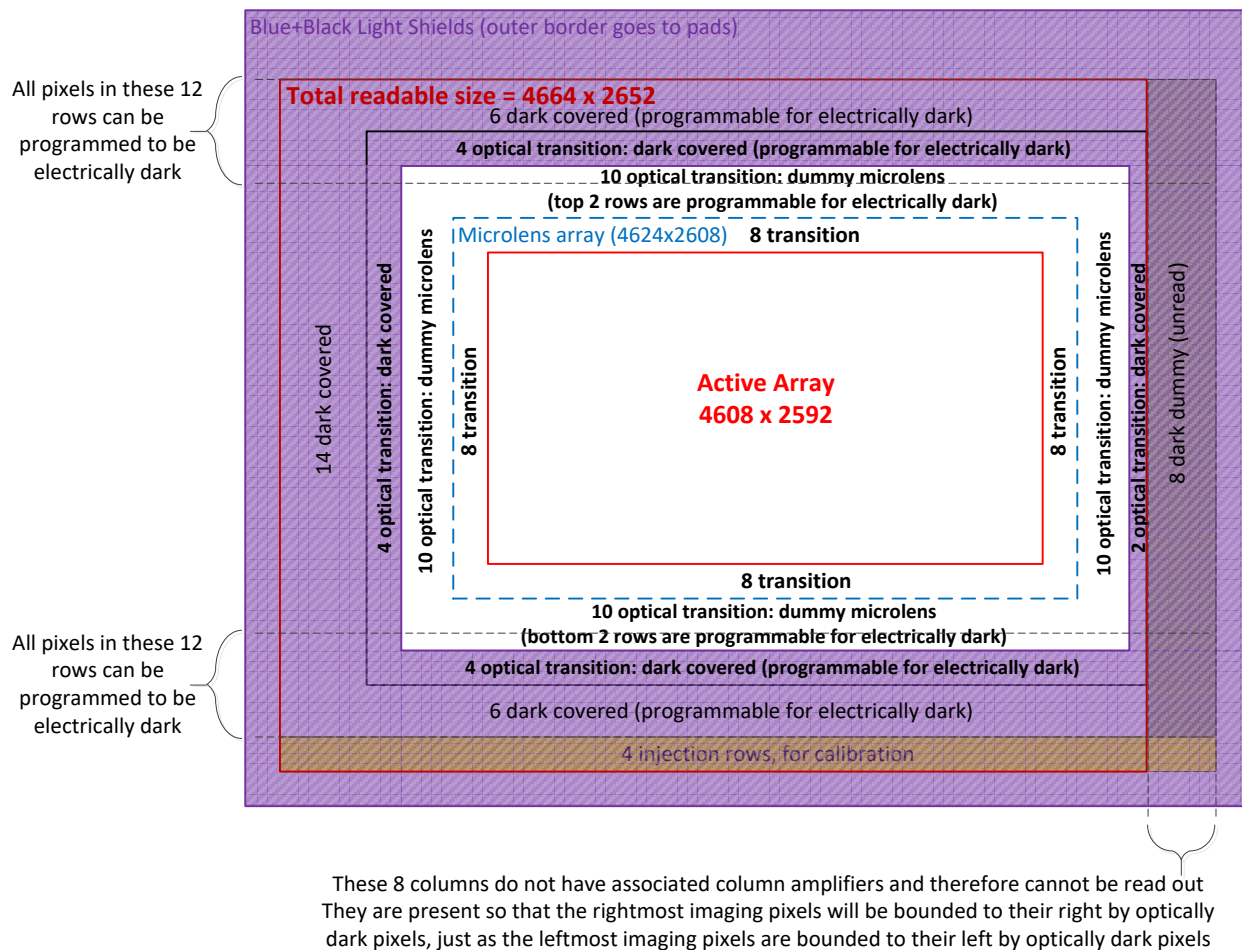 Blue+Black Light Shields (outer border goes to pads)
All pixels in these 12
rows can be
programmed to be
electrically dark
Total readable size = 4664 x 2652
6 dark covered (programmable for electrically dark)
4 optical transition: dark covered (programmable for electrically dark)
10 optical transition: dummy microlens
(top 2 rows are programmable for electrically dark)
Microlens array (4624x2608)
8 transition
14 dark covered
4 optical transition: dark covered
10 optical transition: dummy microlens
8 transition
Active Array
4608 x 2592
8 transition
10 optical transition: dummy microlens
2 optical transition: dark covered
8 dark dummy (unread)
8 transition
10 optical transition: dummy microlens
(bottom 2 rows are programmable for electrically dark)
4 optical transition: dark covered (programmable for electrically dark)
All pixels in these 12
rows can be
programmed to be
electrically dark
6 dark covered (programmable for electrically dark)
4 injection rows, for calibration
These 8 columns do not have associated column amplifiers and therefore cannot be read out
They are present so that the rightmost imaging pixels will be bounded to their right by optically
dark pixels, just as the leftmost imaging pixels are bounded to their left by optically dark pixels